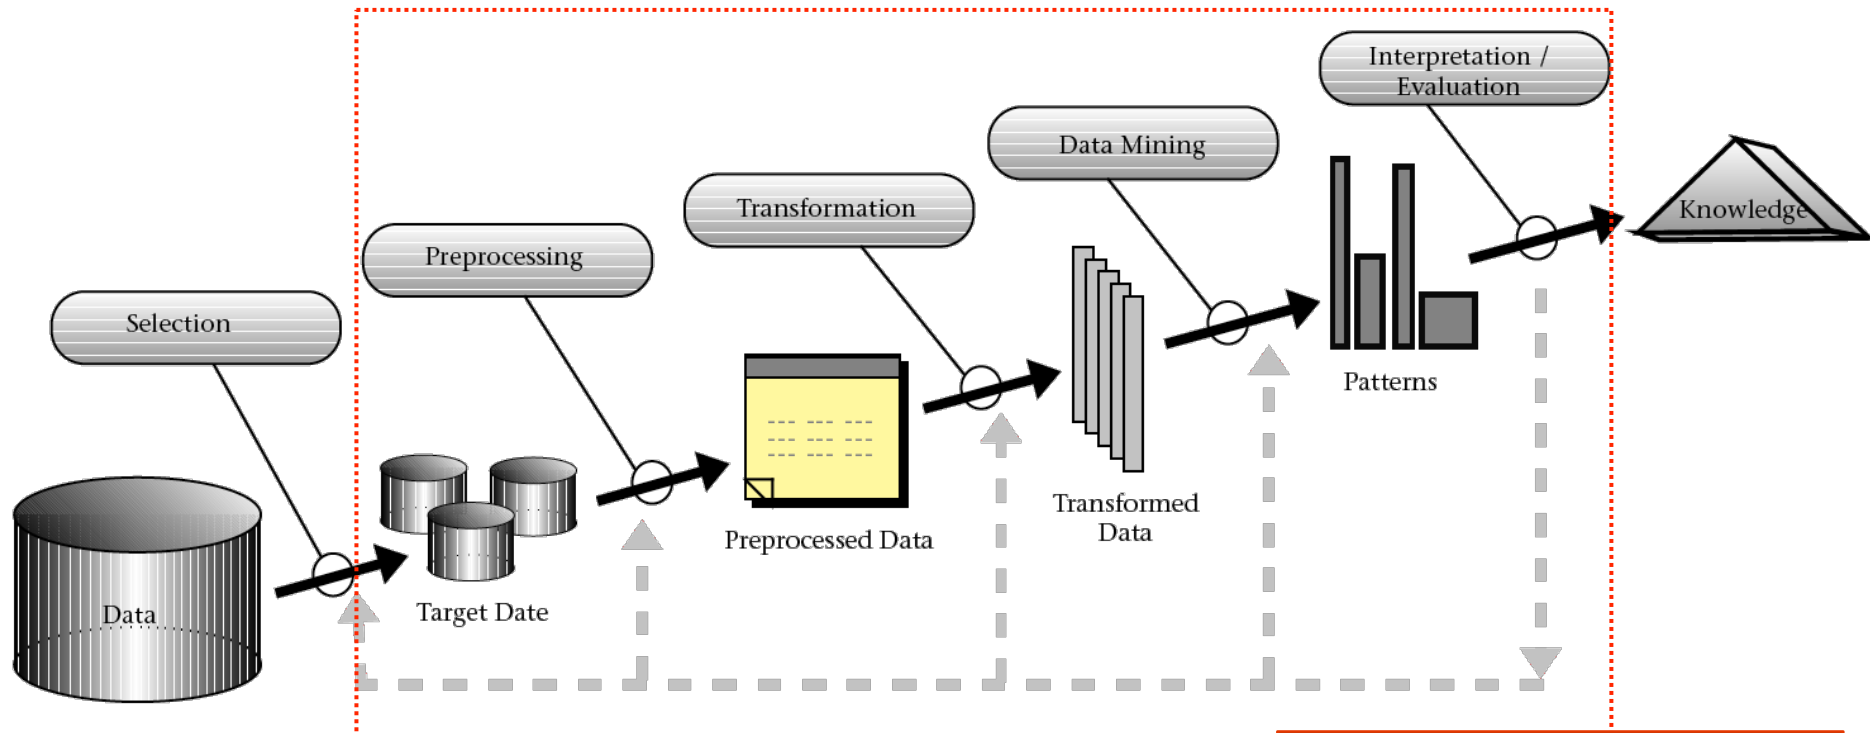 Interpretation /
Evaluation
Data Mining
Transformation
Knowledge
Preprocessing
Selection
Patterns
Transformed
Data
Preprocessed Data
Target Date
Data